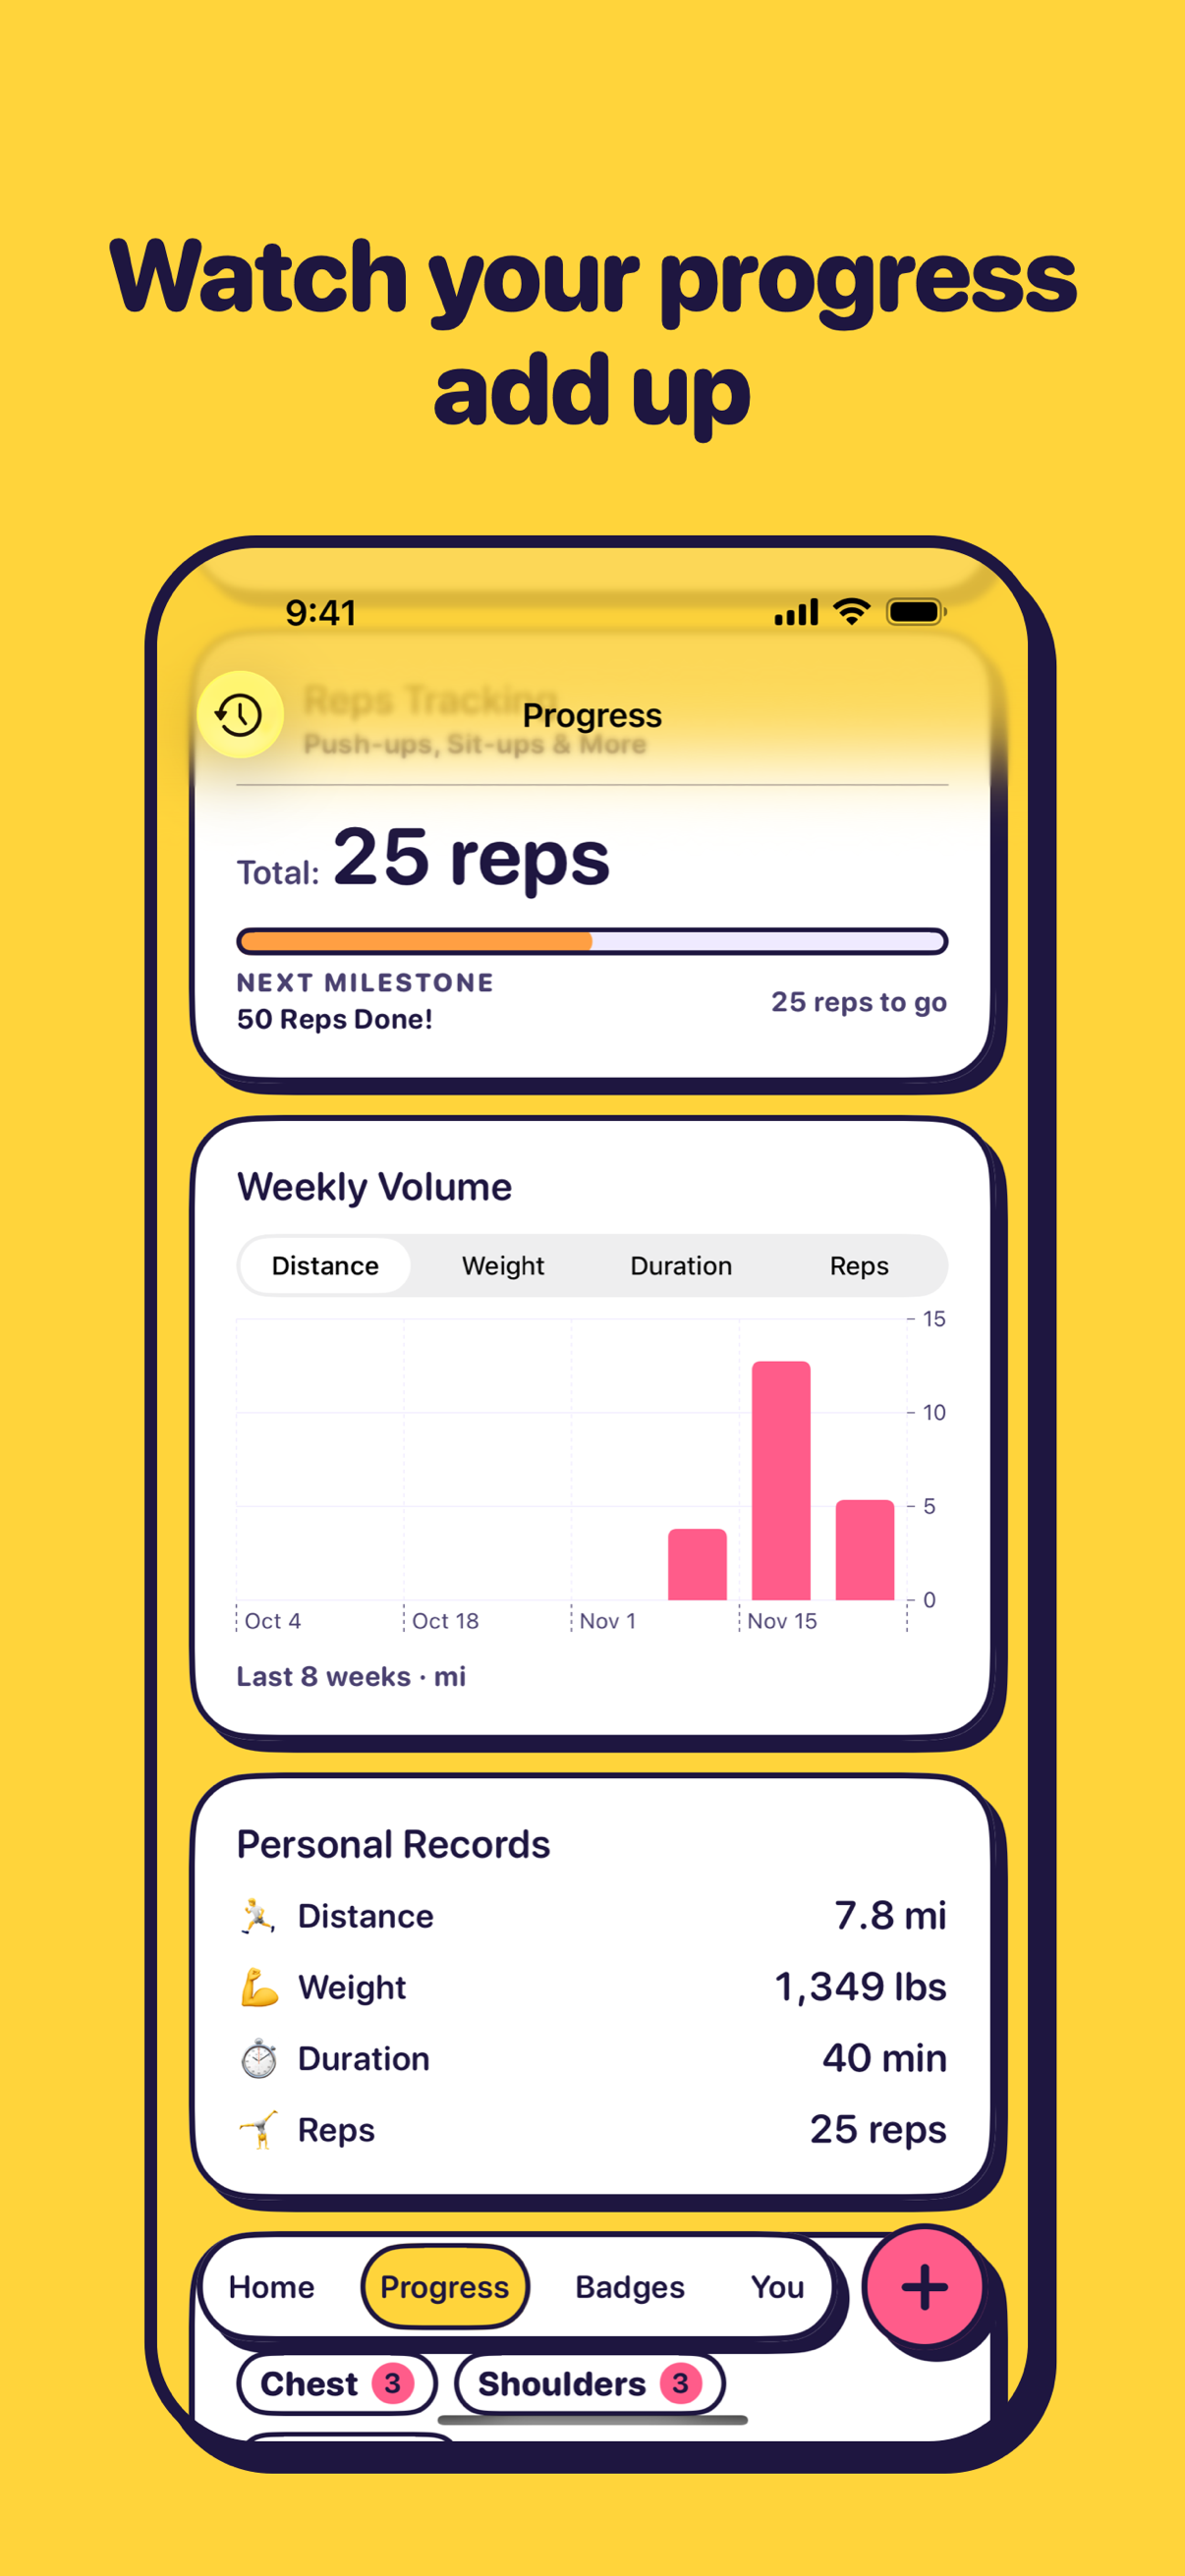 Watch your progress
add up
9:41
Reps Tracking
Progress
Push-ups, Sit-ups & More
Total: 25 reps
NEXT MILESTONE
50 Reps Done!
25 reps to go
Weekly Volume
Distance Weight Duration Reps
15
10
5
0
Oct 4 Oct 18 Nov 1 Nov 15
Last 8 weeks · mi
Personal Records
Distance 7.8 mi
Weight 1,349 lbs
Duration 40 min
Reps 25 reps
Home Progress Badges You
Chest 3 Shoulders 3